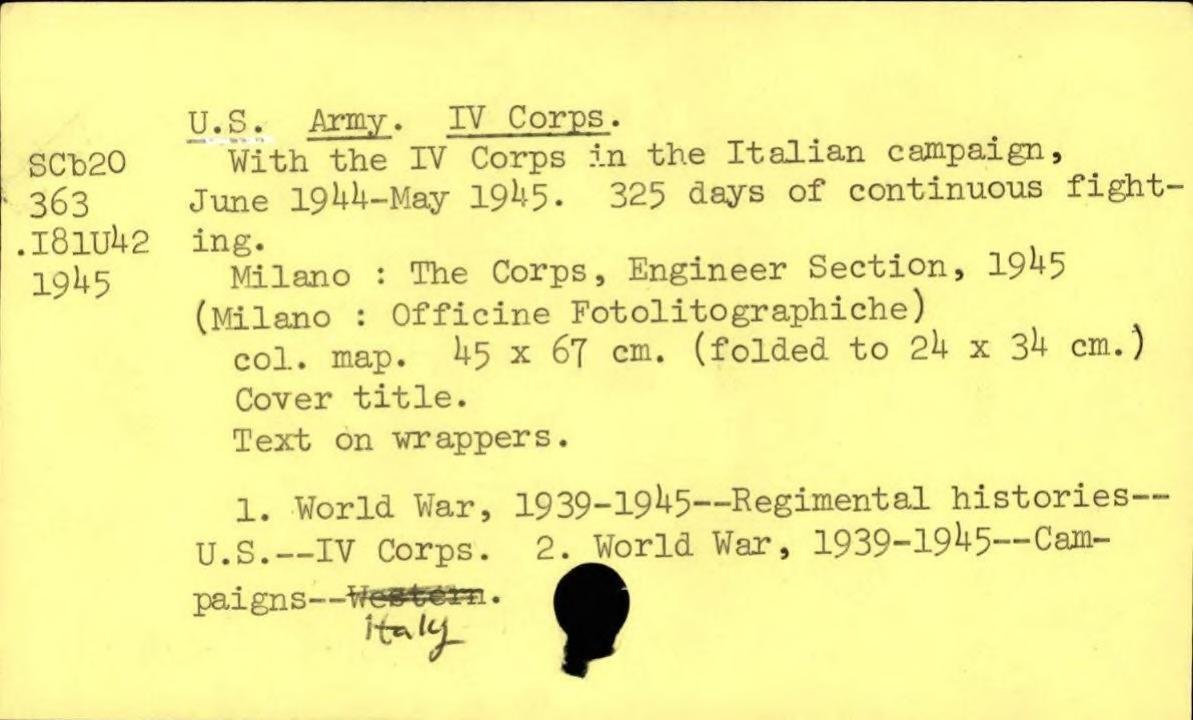 U.S. Army. IV Corps.
SCb20 With the IV Corps in the Italian campaign,
363 June 1944-May 1945. 325 days of continuous fight-
.I81U42 ing.
1945 Milano : The Corps, Engineer Section, 1945
(Milano : Officine Fotolitographiche)
col. map. 45 x 67 cm. (folded to 24 x 34 cm.)
Cover title.
Text on wrappers.
1. World War, 1939-1945--Regimental histories--
U.S.--IV Corps. 2. World War, 1939-1945--Cam-
paigns--Western.
Italy